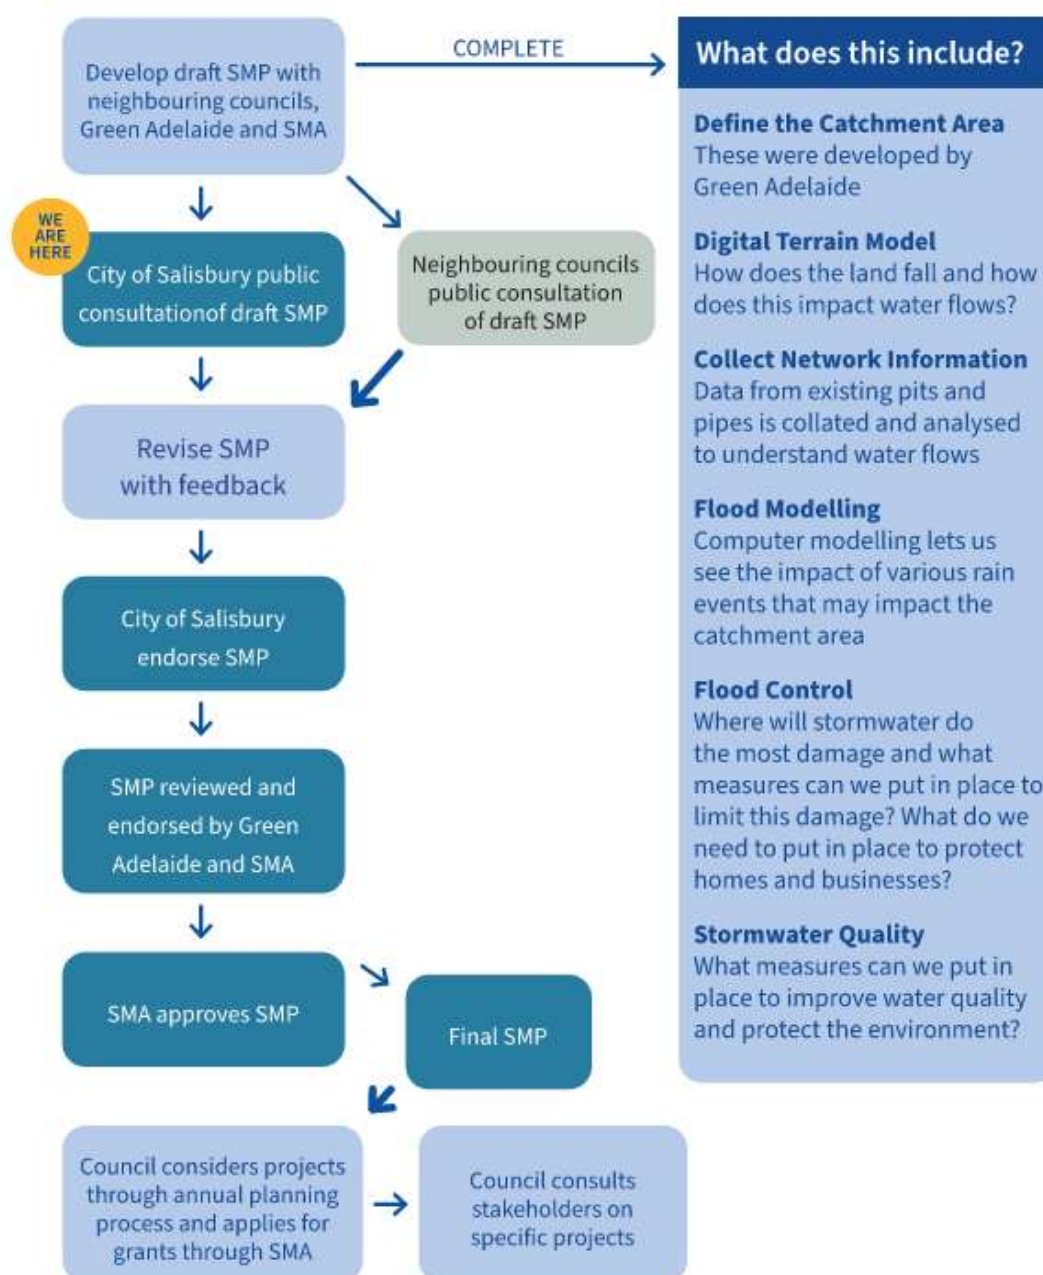 Develop draft SMP with
neighbouring councils,
Green Adelaide and SMA
COMPLETE
WE
ARE
HERE
City of Salisbury public
consultationof draft SMP
Neighbouring councils
public consultation
of draft SMP
Revise SMP
with feedback
City of Salisbury
endorse SMP
SMP reviewed and
endorsed by Green
Adelaide and SMA
SMA approves SMP
Final SMP
Council considers projects
through annual planning
process and applies for
grants through SMA
Council consults
stakeholders on
specific projects
What does this include?
Define the Catchment Area
These were developed by
Green Adelaide
Digital Terrain Model
How does the land fall and how
does this impact water flows?
Collect Network Information
Data from existing pits and
pipes is collated and analysed
to understand water flows
Flood Modelling
Computer modelling lets us
see the impact of various rain
events that may impact the
catchment area
Flood Control
Where will stormwater do
the most damage and what
measures can we put in place to
limit this damage? What do we
need to put in place to protect
homes and businesses?
Stormwater Quality
What measures can we put in
place to improve water quality
and protect the environment?